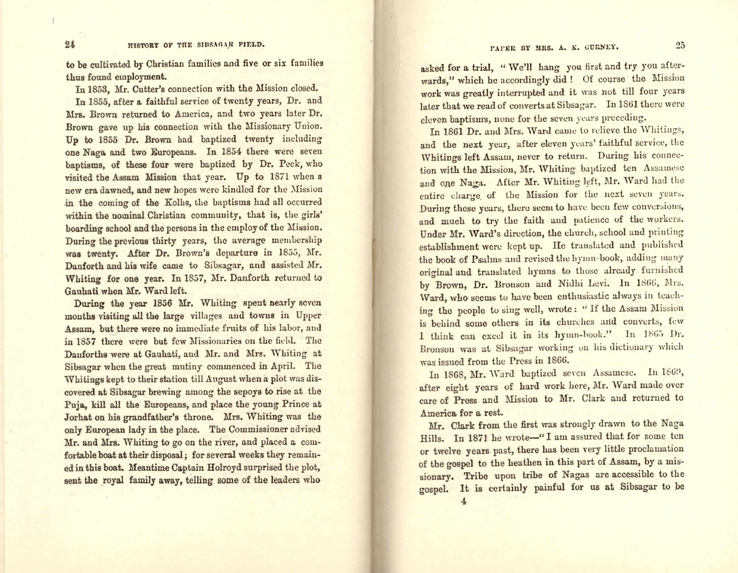 24 HISTORY OF THE SIBSAGAR FIELD.
to be cultivated by Christian families and five or six families
thus found employment.
In 1853, Mr. Cutter's connection with the Mission closed.
In 1855, after a faithful service of twenty years, Dr. and
Mrs. Brown returned to America, and two years later Dr.
Brown gave up his connection with the Missionary Union.
Up to 1855 Dr. Brown had baptized twenty including
one Naga and two Europeans. In 1854 there were seven
baptisms, of these four were baptized by Dr. Peck, who
visited the Assam Mission that year. Up to 1871 when a
new era dawned, and new hopes were kindled for the Mission
in the coming of the Kolhs, the baptisms had all occurred
within the nominal Christian community, that is, the girls'
boarding school and the persons in the employ of the Mission.
During the previous thirty years, the average membership
was twenty. After Dr. Brown's departure in 1855, Mr.
Danforth and his wife came to Sibsagar, and assisted Mr.
Whiting for one year. In 1857, Mr. Danforth returned to
Gauhati when Mr. Ward left.
During the year 1856 Mr. Whiting spent nearly seven
months visiting all the large villages and towns in Upper
Assam, but there were no immediate fruits of his labor, and
in 1857 there were but few Missionaries on the field. The
Danforths were at Gauhati, and Mr. and Mrs. Whiting at
Sibsagar when the great mutiny commenced in April. The
Whitings kept to their station till August when a plot was dis-
covered at Sibsagar brewing among the sepoys to rise at the
Puja, kill all the Europeans, and place the young Prince at
Jorhat on his grandfather's throne. Mrs. Whiting was the
only European lady in the place. The Commissioner advised
Mr. and Mrs. Whiting to go on the river, and placed a com-
fortable boat at their disposal; for several weeks they remain-
ed in this boat. Meantime Captain Holroyd surprised the plot,
sent the royal family away, telling some of the leaders who
PAPER BY MRS. A. K. GURNEY. 25
asked for a trial, "We'll hang you first and try you after-
wards," which he accordingly did! Of course the Mission
work was greatly interrupted and it was not till four years
later that we read of converts at Sibsagar. In 1861 there were
eleven baptisms, none for the seven years preceding.
In 1861 Dr. and Mrs. Ward came to relieve the Whitings,
and the next year, after eleven years' faithful service, the
Whitings left Assam, never to return. During his connec-
tion with the Mission, Mr. Whiting baptized ten Assamese
and one Naga. After Mr. Whiting left, Mr. Ward had the
entire charge of the Mission for the next seven years.
During these years, there seem to have been few conversions,
and much to try the faith and patience of the workers.
Under Mr. Ward's direction, the church, school and printing
establishment were kept up. He translated and published
the book of Psalms and revised the hymn-book, adding many
original and translated hymns to those already furnished
by Brown, Dr. Bronson and Nidhi Levi. In 1866, Mrs.
Ward, who seems to have been enthusiastic always in teach-
ing the people to sing well, wrote: "If the Assam Mission
is behind some others in its churches and converts, few
I think can excel it in its hymn-book." In 1865 Dr.
Bronson was at Sibsagar working on his dictionary which
was issued from the Press in 1866.
In 1868, Mr. Ward baptized seven Assamese. In 1869,
after eight years of hard work here, Mr. Ward made over
care of Press and Mission to Mr. Clark and returned to
America for a rest.
Mr. Clark from the first was strongly drawn to the Naga
Hills. In 1871 he wrote—"I am assured that for some ten
or twelve years past, there has been very little proclamation
of the gospel to the heathen in this part of Assam, by a mis-
sionary. Tribe upon tribe of Nagas are accessible to the
gospel. It is certainly painful for us at Sibsagar to be
4